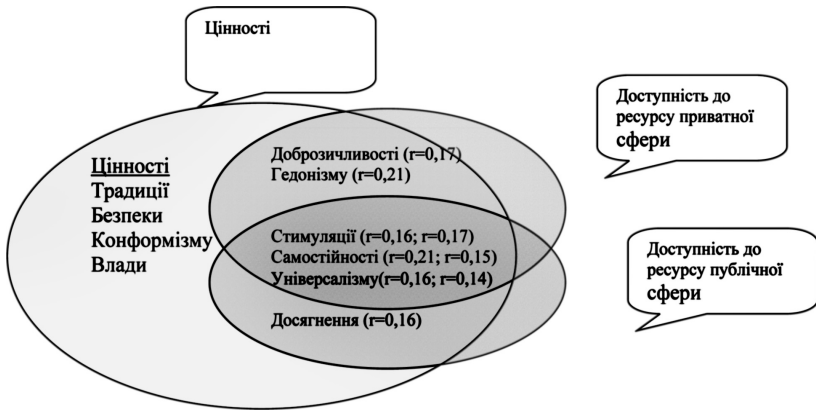 Цінності
Доступність до
ресурсу приватної
сфери
Цінності
Традиції
Безпеки
Конформізму
Влади
Доброзичливості (r=0,17)
Гедонізму (r=0,21)
Стимуляції (r=0,16; r=0,17)
Самостійності (r=0,21; r=0,15)
Універсалізму(r=0,16; r=0,14)
Досягнення (r=0,16)
Доступність до
ресурсу публічної
сфери